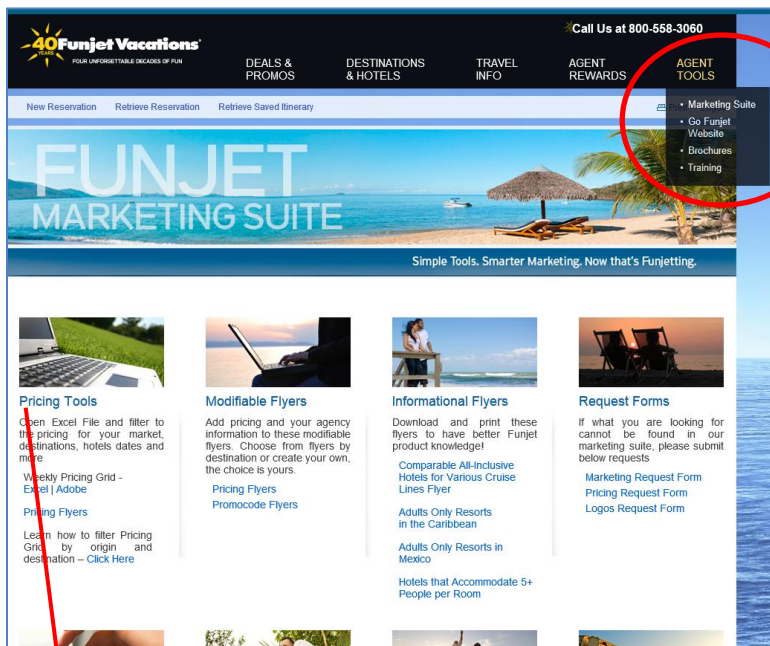 Call Us at 800-558-3060
40 YEARS
Funjet Vacations
FOUR UNFORGETTABLE DECADES OF FUN
DEALS &
PROMOS
DESTINATIONS
& HOTELS
TRAVEL
INFO
AGENT
REWARDS
AGENT
TOOLS
New Reservation Retrieve Reservation Retrieve Saved Itinerary
• Marketing Suite
• Go Funjet
Website
• Brochures
• Training
FUNJET
MARKETING SUITE
Simple Tools. Smarter Marketing. Now that's Funjetting.
Pricing Tools
Open Excel File and filter to
the pricing for your market,
destinations, hotels dates and
more
Weekly Pricing Grid -
Excel | Adobe
Pricing Flyers
Learn how to filter Pricing
Grid by origin and
destination – Click Here
Modifiable Flyers
Add pricing and your agency
information to these modifiable
flyers. Choose from flyers by
destination or create your own,
the choice is yours.
Pricing Flyers
Promocode Flyers
Informational Flyers
Download and print these
flyers to have better Funjet
product knowledge!
Comparable All-Inclusive
Hotels for Various Cruise
Lines Flyer
Adults Only Resorts
in the Caribbean
Adults Only Resorts in
Mexico
Hotels that Accommodate 5+
People per Room
Request Forms
If what you are looking for
cannot be found in our
marketing suite, please submit
below requests
Marketing Request Form
Pricing Request Form
Logos Request Form